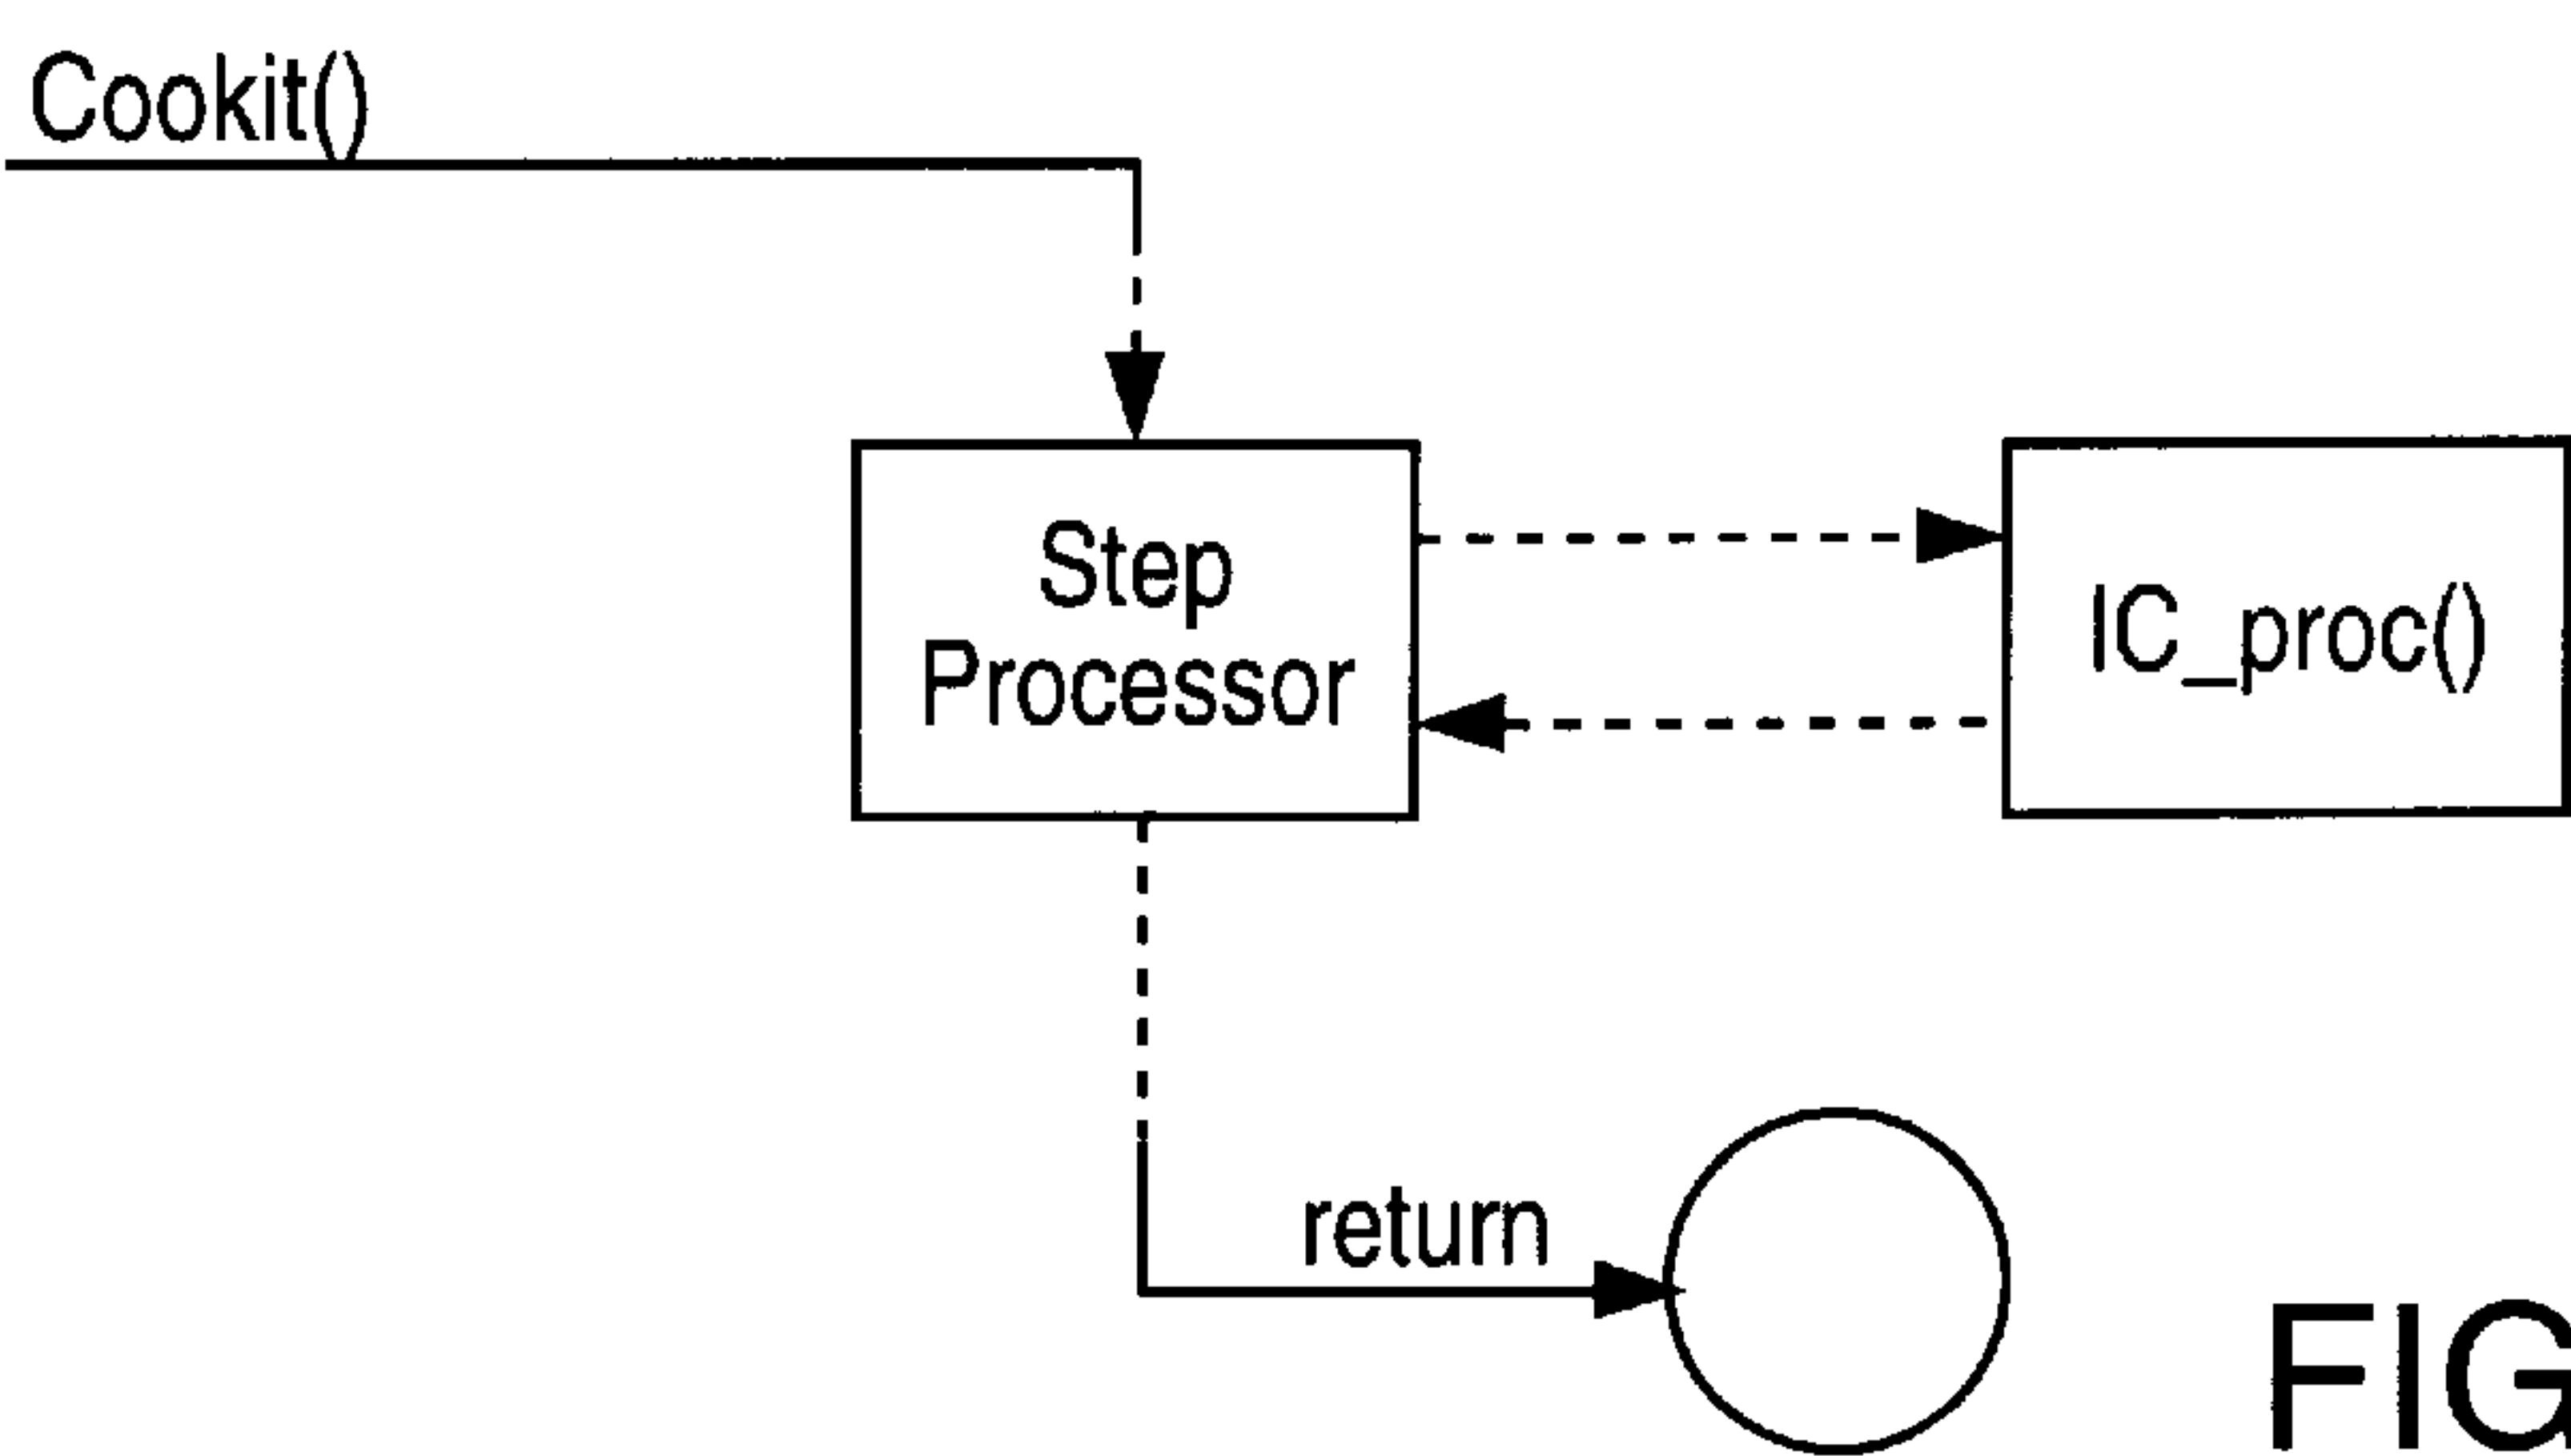 Cookit()
Step
Processor
IC_proc()
return
FIG